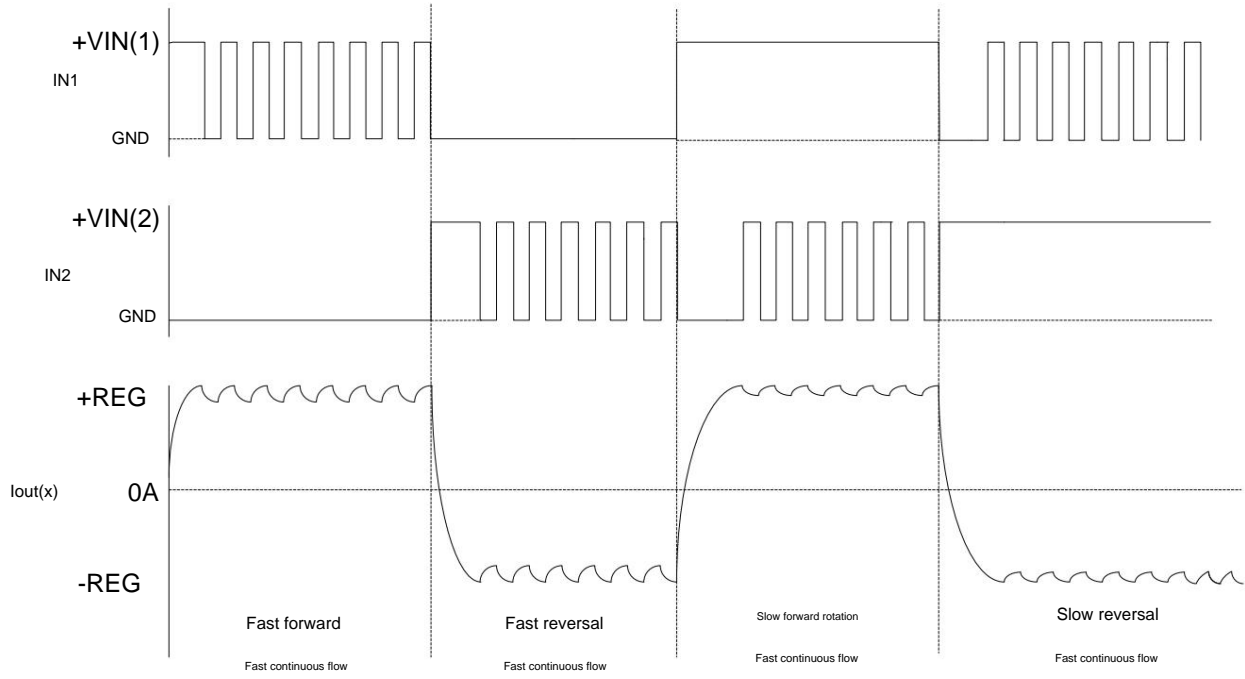 +VIN(1)
IN1
GND
+VIN(2)
IN2
GND
+REG
Iout(x)
0A
-REG
Fast forward
Fast reversal
Slow forward rotation
Slow reversal
Fast continuous flow
Fast continuous flow
Fast continuous flow
Fast continuous flow